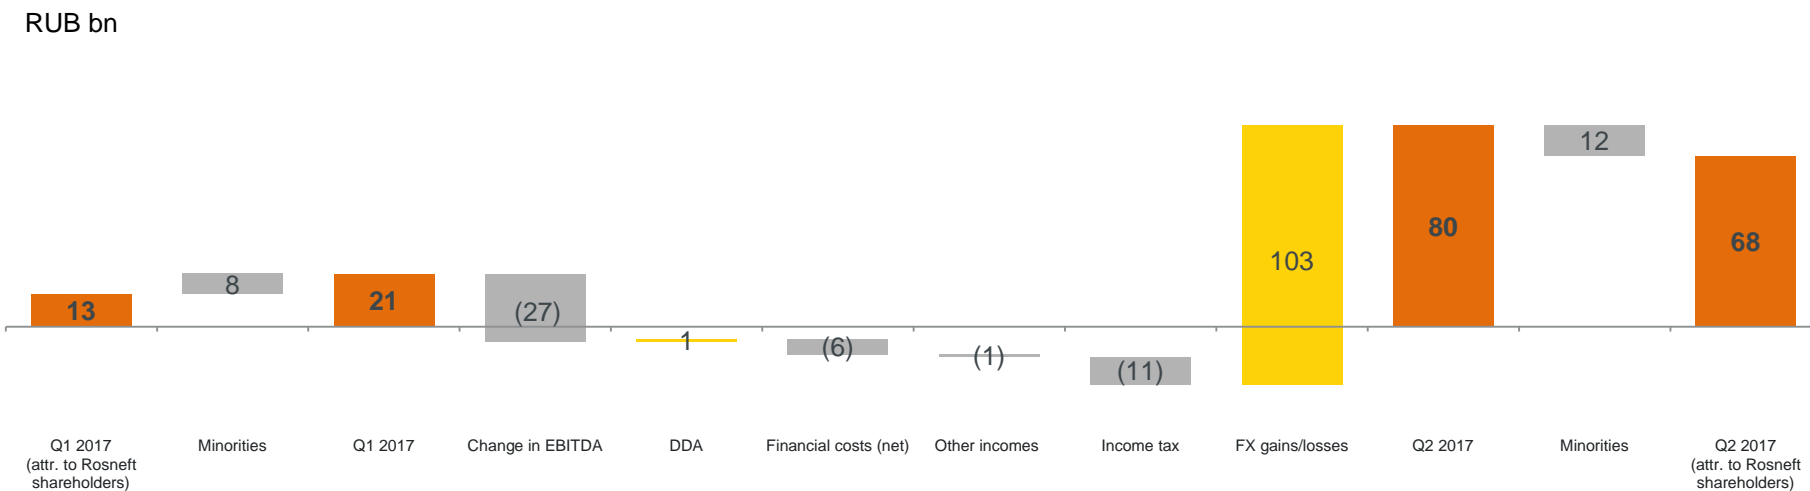 RUB bn
13
8
21
(27)
1
(6)
(1)
(11)
103
80
12
68
Q1 2017
(attr. to Rosneft
shareholders)
Minorities
Q1 2017
Change in EBITDA
DDA
Financial costs (net)
Other incomes
Income tax
FX gains/losses
Q2 2017
Minorities
Q2 2017
(attr. to Rosneft
shareholders)